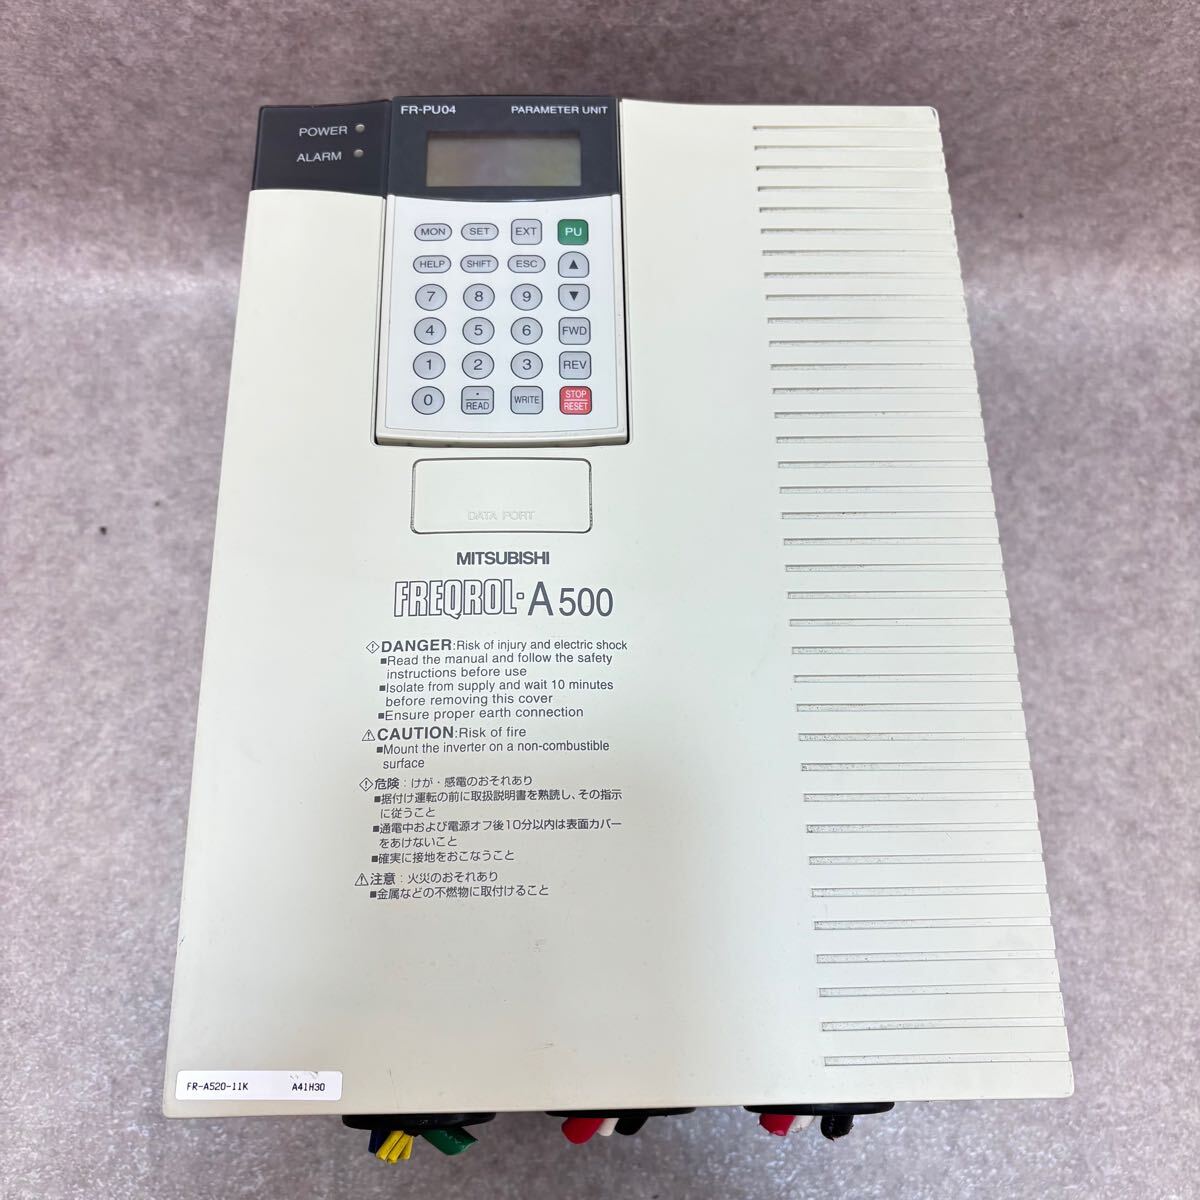 FR-PU04 PARAMETER UNIT
POWER
ALARM
MON SET EXT PU
HELP SHIFT ESC ▲
7 8 9 ▼
4 5 6 FWD
1 2 3 REV
0 · READ WRITE STOP RESET
DATA PORT
MITSUBISHI
FREQROL-A500
DANGER:Risk of injury and electric shock
■Read the manual and follow the safety
instructions before use
■Isolate from supply and wait 10 minutes
before removing this cover
■Ensure proper earth connection
CAUTION:Risk of fire
■Mount the inverter on a non-combustible
surface
危険:けが・感電のおそれあり
■据付け運転の前に取扱説明書を熟読し、その指示
に従うこと
■通電中および電源オフ後10分以内は表面カバー
をあけないこと
■確実に接地をおこなうこと
注意:火災のおそれあり
■金属などの不燃物に取付けること
FR-A520-11K A41H30